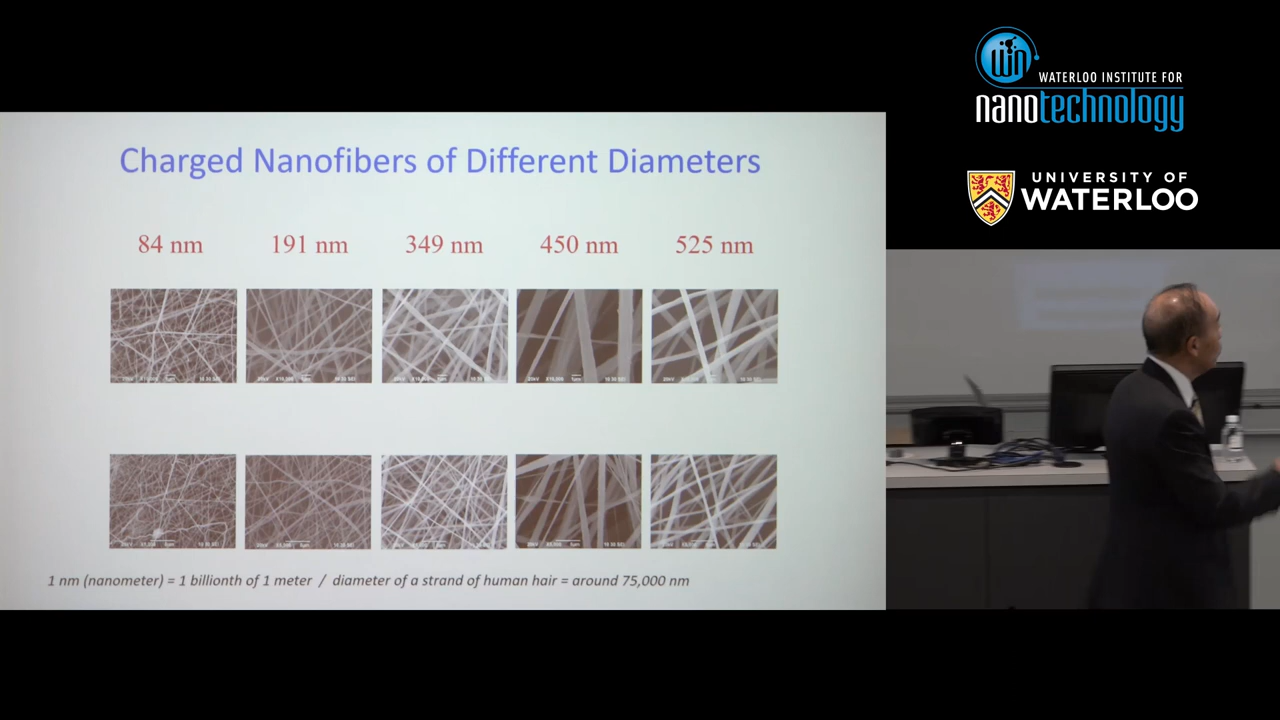 WIN
WATERLOO INSTITUTE FOR
nanotechnology
UNIVERSITY OF
WATERLOO
Charged Nanofibers of Different Diameters
84 nm 191 nm 349 nm 450 nm 525 nm
1 nm (nanometer) = 1 billionth of 1 meter / diameter of a strand of human hair = around 75,000 nm